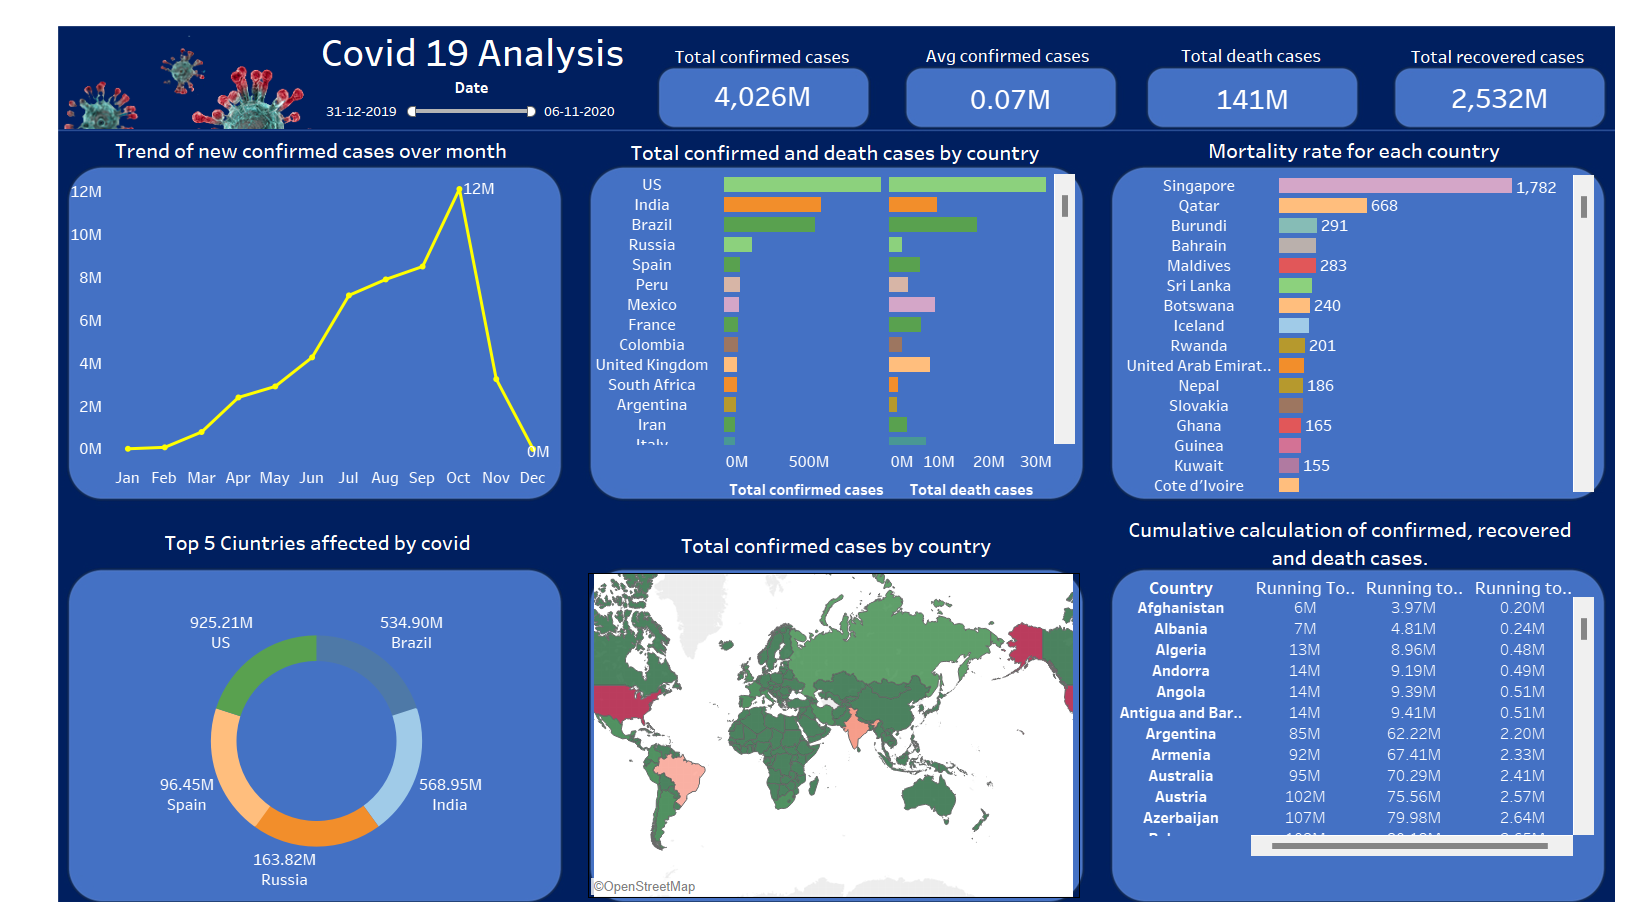 Covid 19 Analysis
Date
31-12-2019
06-11-2020
Total confirmed cases
4,026M
Avg confirmed cases
0.07M
Total death cases
141M
Total recovered cases
2,532M
Trend of new confirmed cases over month
12M
10M
8M
6M
4M
2M
0M
12M
0M
Jan Feb Mar Apr May Jun Jul Aug Sep Oct Nov Dec
Total confirmed and death cases by country
US
India
Brazil
Russia
Spain
Peru
Mexico
France
Colombia
United Kingdom
South Africa
Argentina
Iran
Italy
0M 500M
0M 10M 20M 30M
Total confirmed cases
Total death cases
Mortality rate for each country
Singapore 1,782
Qatar 668
Burundi 291
Bahrain
Maldives 283
Sri Lanka
Botswana 240
Iceland
Rwanda 201
United Arab Emirat..
Nepal 186
Slovakia
Ghana 165
Guinea
Kuwait 155
Cote d'Ivoire
Top 5 Ciuntries affected by covid
925.21M
US
534.90M
Brazil
96.45M
Spain
568.95M
India
163.82M
Russia
Total confirmed cases by country
©OpenStreetMap
Cumulative calculation of confirmed, recovered
and death cases.
Country Running To.. Running to.. Running to..
Afghanistan 6M 3.97M 0.20M
Albania 7M 4.81M 0.24M
Algeria 13M 8.96M 0.48M
Andorra 14M 9.19M 0.49M
Angola 14M 9.39M 0.51M
Antigua and Bar.. 14M 9.41M 0.51M
Argentina 85M 62.22M 2.20M
Armenia 92M 67.41M 2.33M
Australia 95M 70.29M 2.41M
Austria 102M 75.56M 2.57M
Azerbaijan 107M 79.98M 2.64M